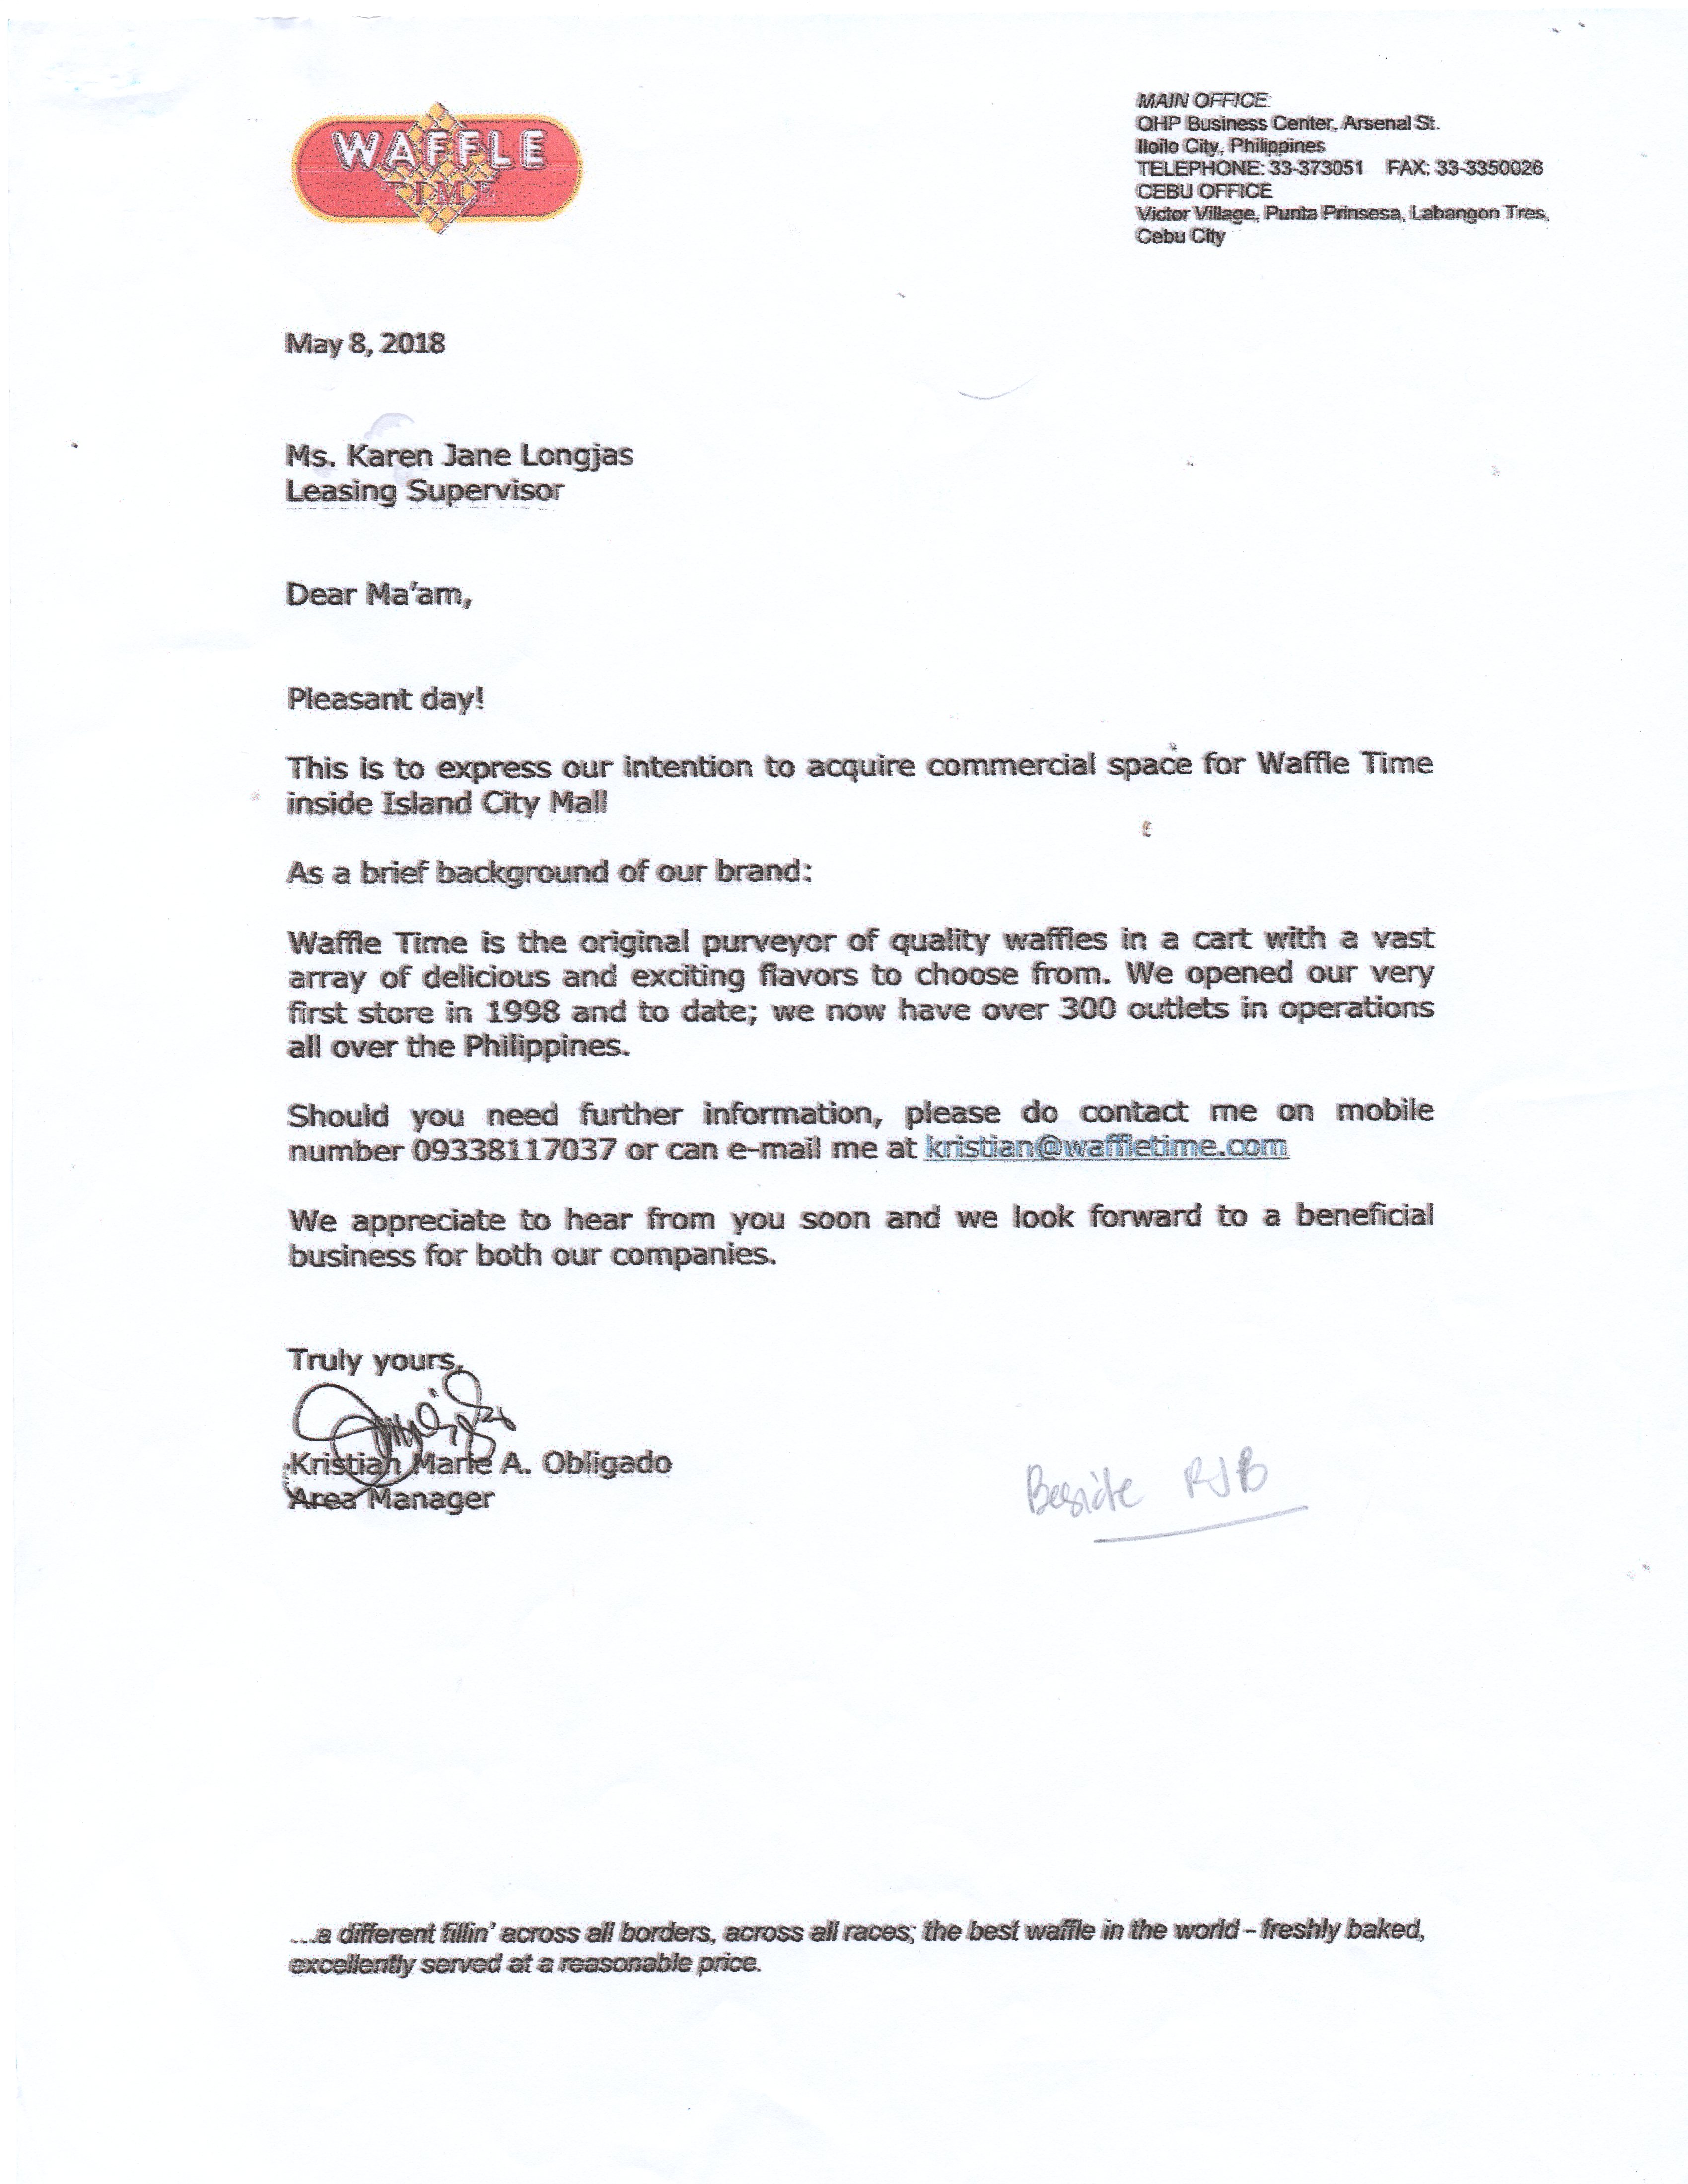 WAFFLE
TIME
MAIN OFFICE:
QHP Business Center, Arsenal St.
Iloilo City, Philippines
TELEPHONE: 33-373051 FAX: 33-3350026
CEBU OFFICE
Victor Village, Punta Prinsesa, Labangon Tres,
Cebu City
May 8, 2018
Ms. Karen Jane Longjas
Leasing Supervisor
Dear Ma'am,
Pleasant day!
This is to express our intention to acquire commercial space for Waffle Time
inside Island City Mall
As a brief background of our brand:
Waffle Time is the original purveyor of quality waffles in a cart with a vast
array of delicious and exciting flavors to choose from. We opened our very
first store in 1998 and to date; we now have over 300 outlets in operations
all over the Philippines.
Should you need further information, please do contact me on mobile
number 09338117037 or can e-mail me at kristian@waffletime.com
We appreciate to hear from you soon and we look forward to a beneficial
business for both our companies.
Truly yours,
Kristian Marie A. Obligado
Area Manager
Beside RJB
...a different fillin' across all borders, across all races; the best waffle in the world – freshly baked,
excellently served at a reasonable price.